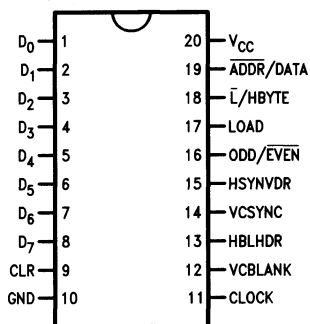 D0 1 20 VCC
D1 2 19 ADDR/DATA
D2 3 18 L/HBYTE
D3 4 17 LOAD
D4 5 16 ODD/EVEN
D5 6 15 HSYNVDR
D6 7 14 VCSYNC
D7 8 13 HBLHDR
CLR 9 12 VCBLANK
GND 10 11 CLOCK